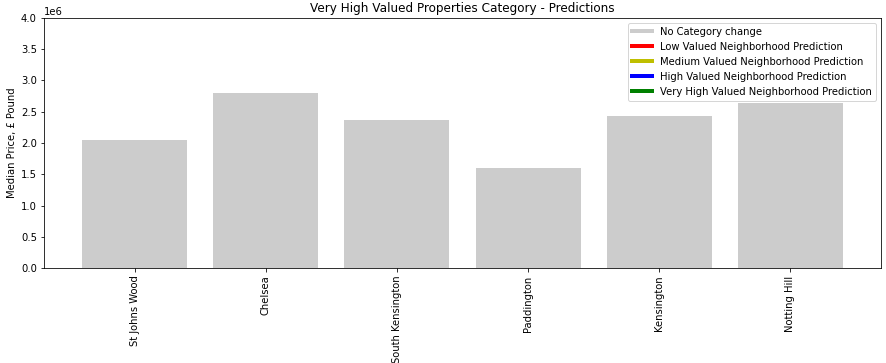 Very High Valued Properties Category - Predictions
1e6
4.0
3.5
3.0
2.5
2.0
1.5
1.0
0.5
0.0
Median Price, £ Pound
No Category change
Low Valued Neighborhood Prediction
Medium Valued Neighborhood Prediction
High Valued Neighborhood Prediction
Very High Valued Neighborhood Prediction
St Johns Wood
Chelsea
South Kensington
Paddington
Kensington
Notting Hill